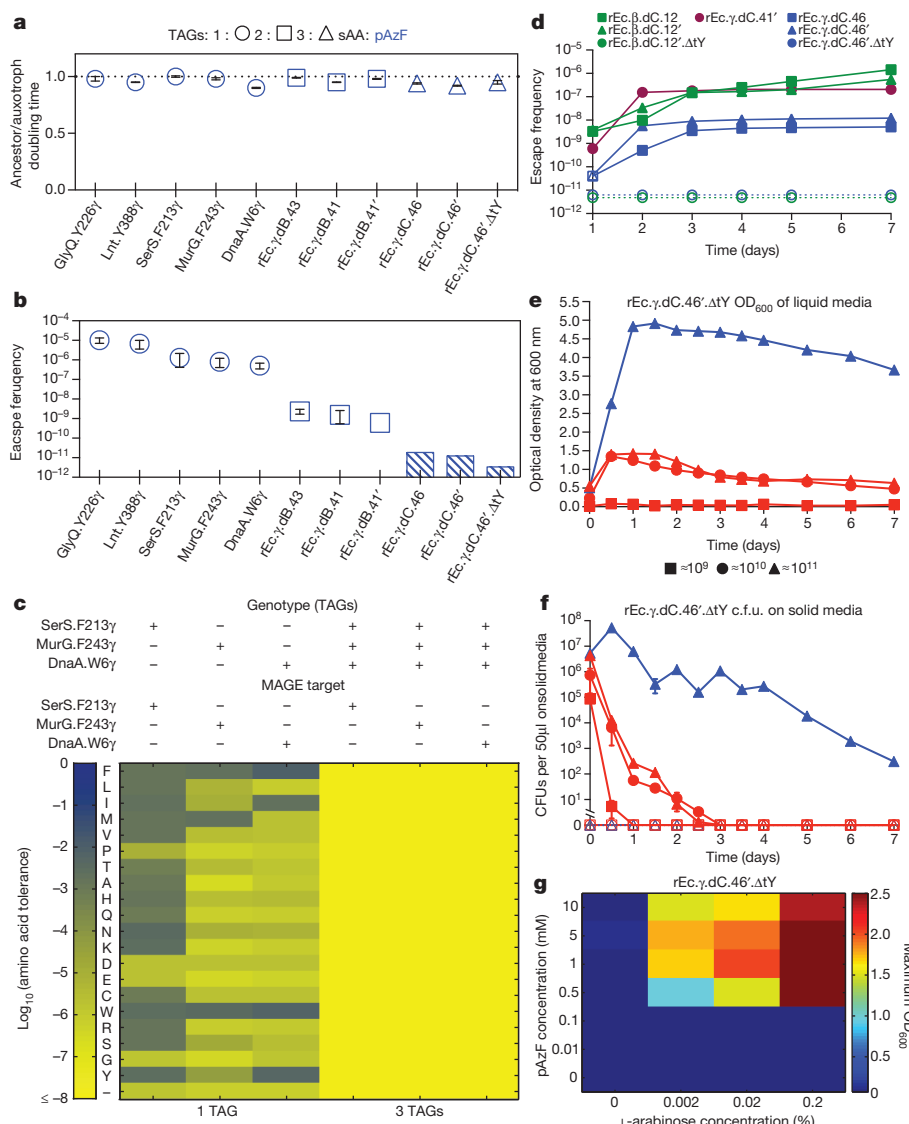 a
TAGs: 1 : ○ 2 : □ 3 : △ sAA: pAzF
Ancestor/auxotroph
doubling time
1.0
0.5
0.0
GlyQ.Y226γ
Lnt.Y388γ
SerS.F213γ
MurG.F243γ
DnaA.W6γ
rEc.γ.dB.43
rEc.γ.dB.41
rEc.γ.dB.41′
rEc.γ.dC.46
rEc.γ.dC.46′
rEc.γ.dC.46′.ΔtY
b
Eacspe feruqency
10⁻⁴
10⁻⁵
10⁻⁶
10⁻⁷
10⁻⁸
10⁻⁹
10⁻¹⁰
10⁻¹¹
10⁻¹²
GlyQ.Y226γ
Lnt.Y388γ
SerS.F213γ
MurG.F243γ
DnaA.W6γ
rEc.γ.dB.43
rEc.γ.dB.41
rEc.γ.dB.41′
rEc.γ.dC.46
rEc.γ.dC.46′
rEc.γ.dC.46′.ΔtY
c
Genotype (TAGs)
SerS.F213γ + – – + + +
MurG.F243γ – + – + + +
DnaA.W6γ – – + + + +
MAGE target
SerS.F213γ + – – + – –
MurG.F243γ – + – – + –
DnaA.W6γ – – + – – +
Log₁₀ (amino acid tolerance)
0
−1
−2
−3
−4
−5
−6
−7
≤ −8
F
L
I
M
V
P
T
A
H
Q
N
K
D
E
C
W
R
S
G
Y
–
1 TAG 3 TAGs
d
rEc.β.dC.12 rEc.γ.dC.41′ rEc.γ.dC.46
rEc.β.dC.12′ rEc.γ.dC.46′
rEc.β.dC.12′.ΔtY rEc.γ.dC.46′.ΔtY
Escape frequency
10⁻⁵
10⁻⁶
10⁻⁷
10⁻⁸
10⁻⁹
10⁻¹⁰
10⁻¹¹
10⁻¹²
1 2 3 4 5 6 7
Time (days)
e
rEc.γ.dC.46′.ΔtY OD₆₀₀ of liquid media
Optical density at 600 nm
5.5
5.0
4.5
4.0
3.5
3.0
2.5
2.0
1.5
1.0
0.5
0.0
0 1 2 3 4 5 6 7
Time (days)
■ ≈10⁹ ● ≈10¹⁰ ▲ ≈10¹¹
f
rEc.γ.dC.46′.ΔtY c.f.u. on solid media
CFUs per 50µl onsolidmedia
10⁸
10⁷
10⁶
10⁵
10⁴
10³
10²
10¹
0
0 1 2 3 4 5 6 7
Time (days)
g
rEc.γ.dC.46′.ΔtY
pAzF concentration (mM)
10
5
1
0.5
0.1
0.01
0
0 0.002 0.02 0.2
L-arabinose concentration (%)
2.5
2.0
1.5
1.0
0.5
0
Maximum OD₆₀₀